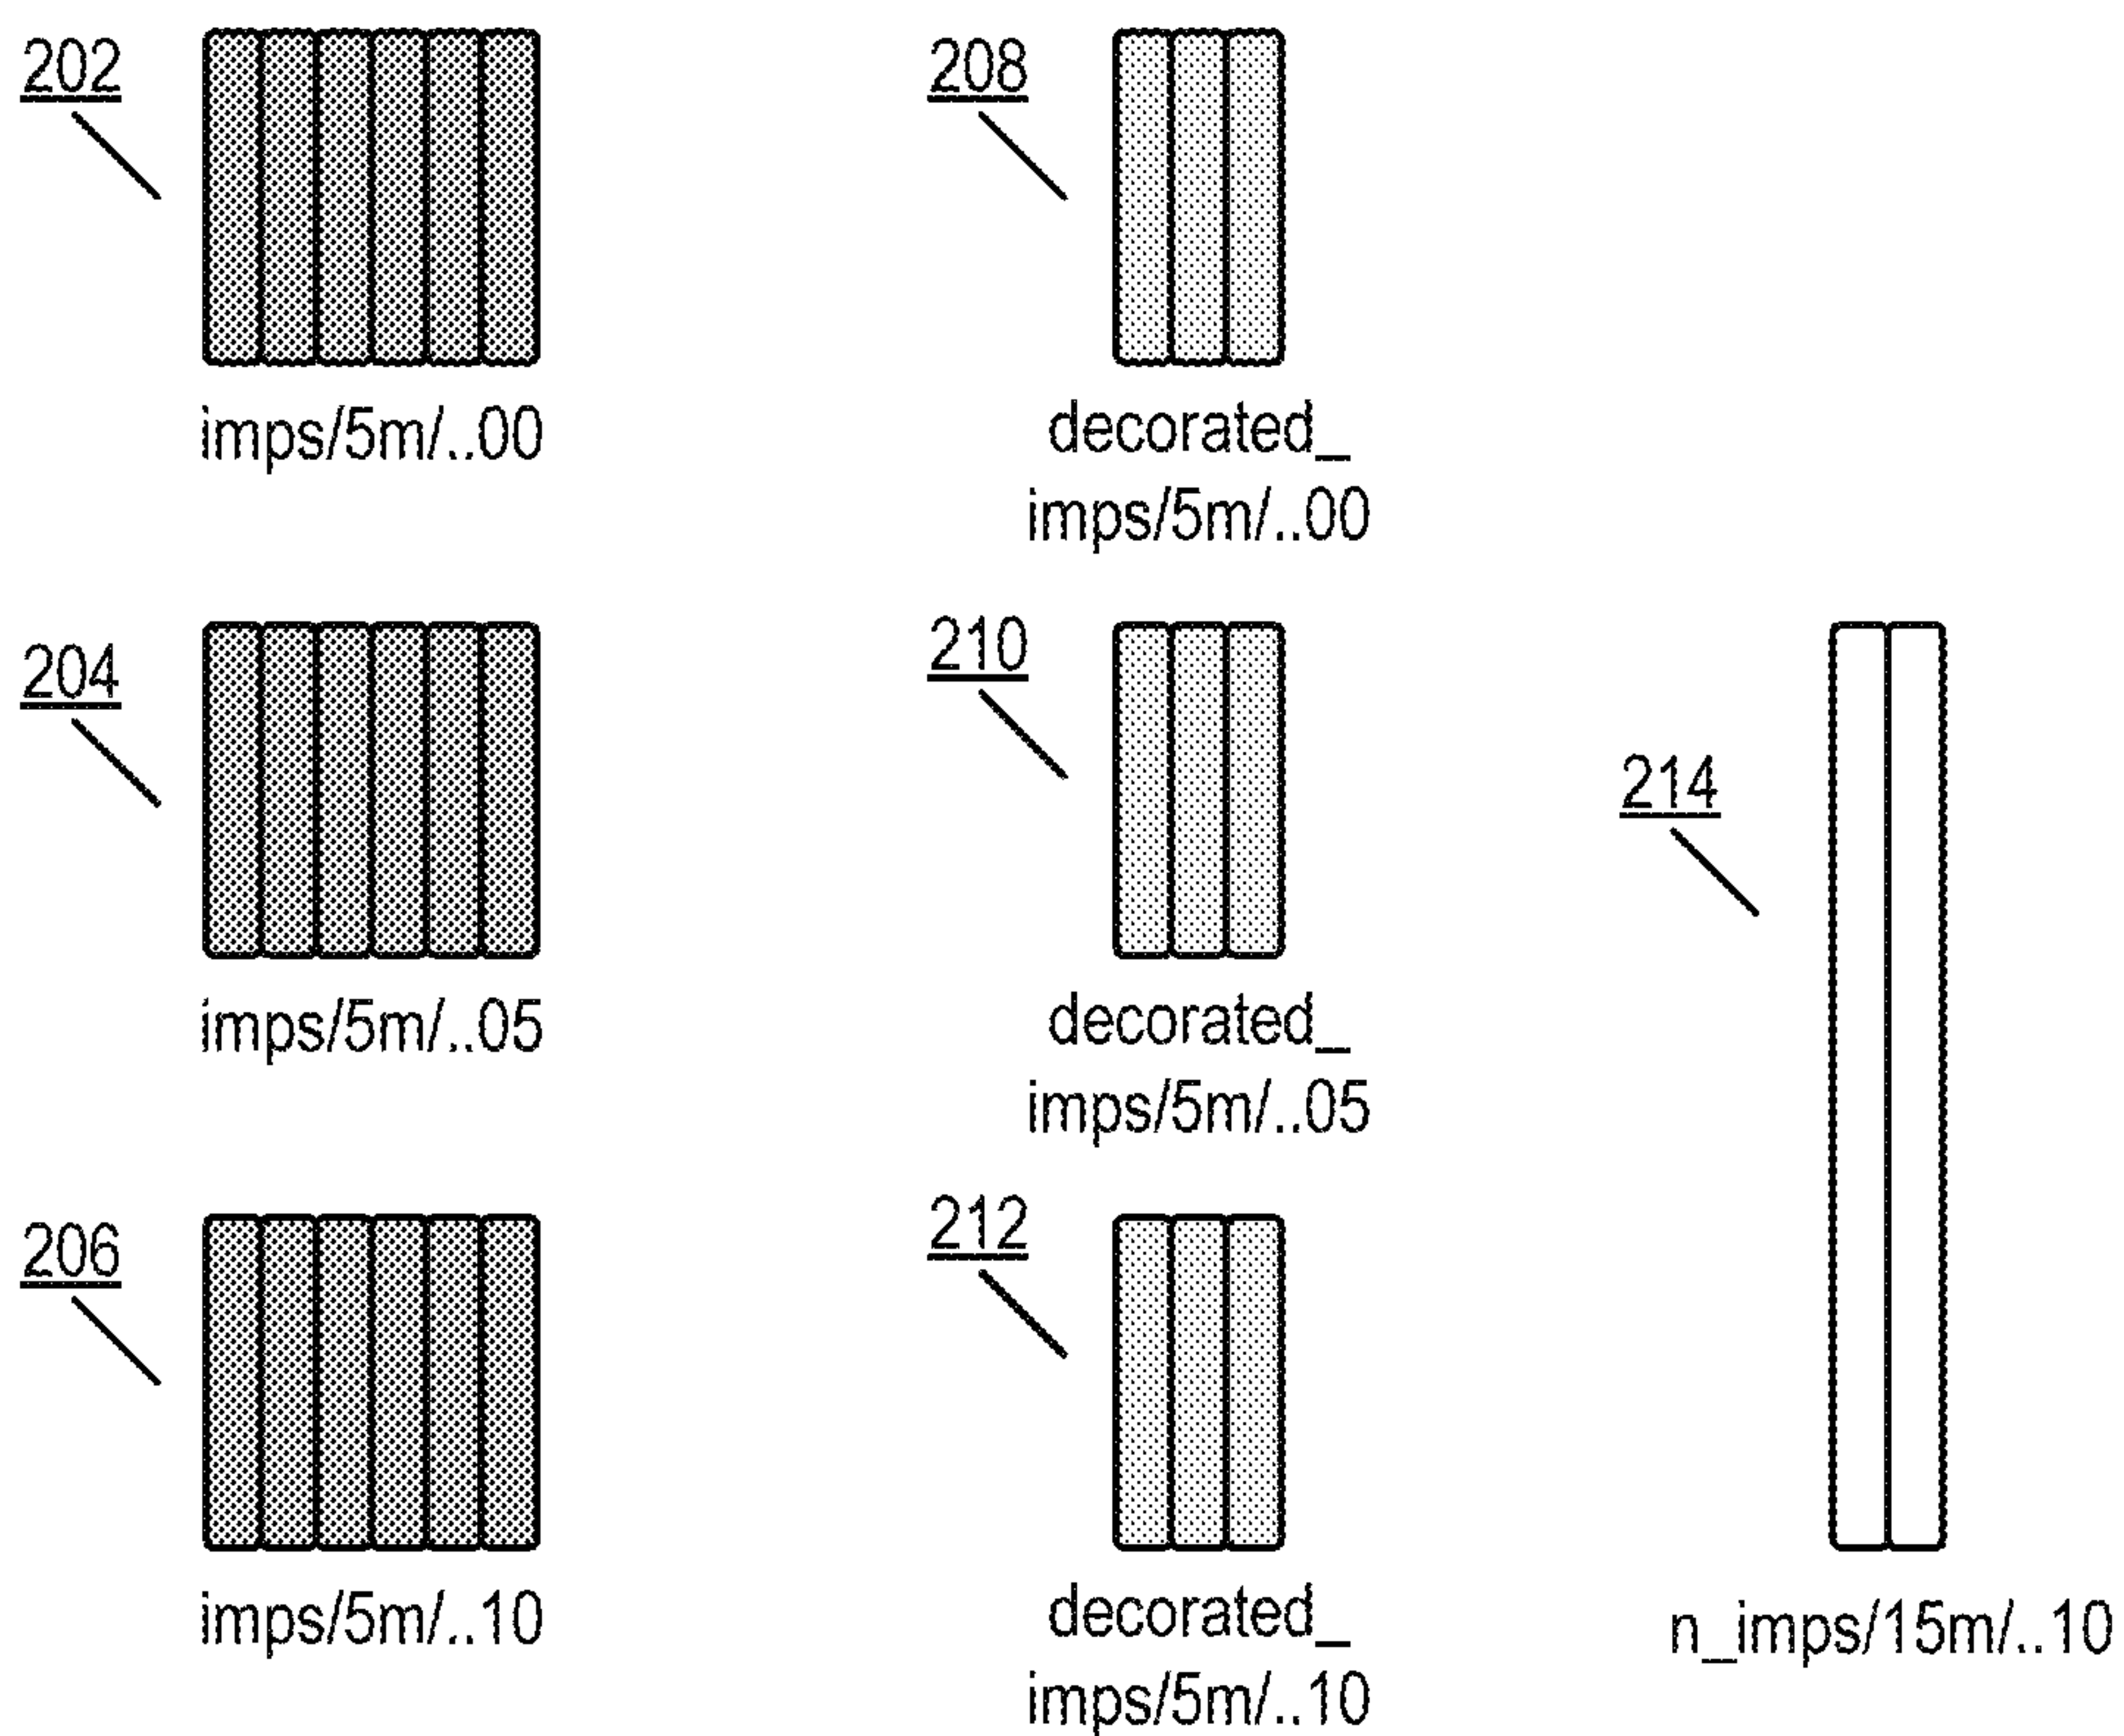 202
208
imps/5m/..00
decorated_
imps/5m/..00
204
210
214
imps/5m/..05
decorated_
imps/5m/..05
206
212
imps/5m/..10
decorated_
imps/5m/..10
n_imps/15m/..10